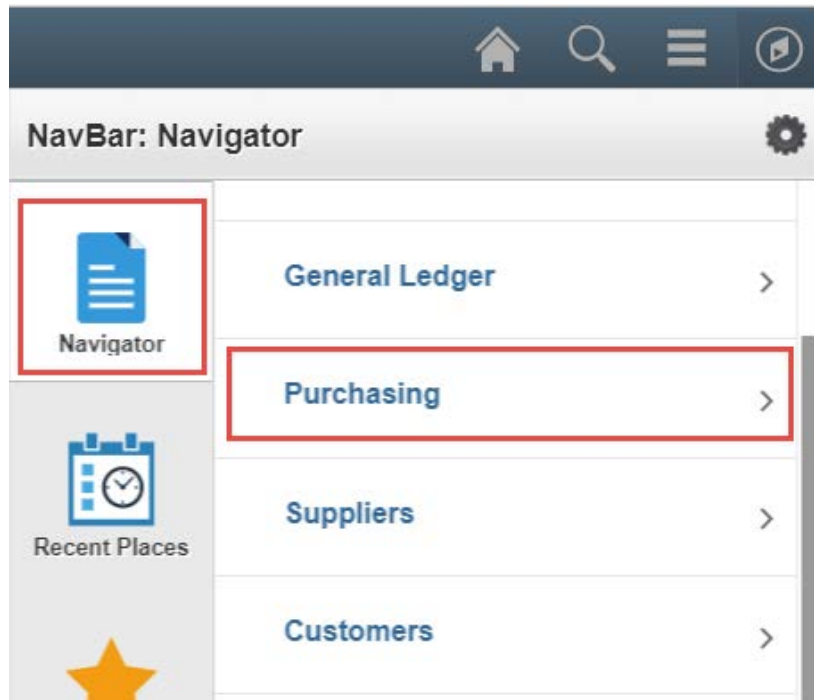 NavBar: Navigator
Navigator
General Ledger
Purchasing
Recent Places
Suppliers
Customers